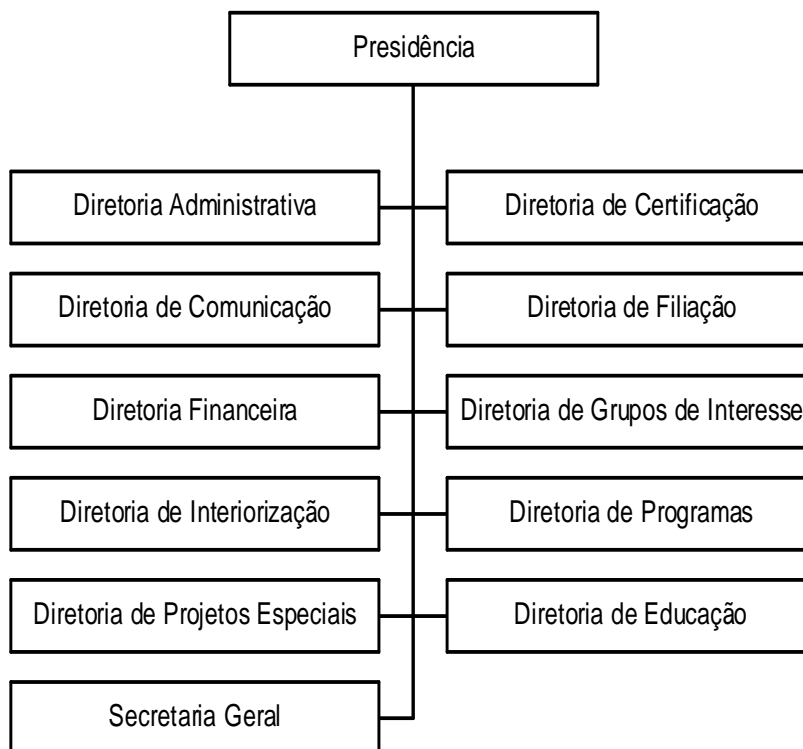 Presidência
Diretoria Administrativa
Diretoria de Certificação
Diretoria de Comunicação
Diretoria de Filiação
Diretoria Financeira
Diretoria de Grupos de Interesse
Diretoria de Interiorização
Diretoria de Programas
Diretoria de Projetos Especiais
Diretoria de Educação
Secretaria Geral